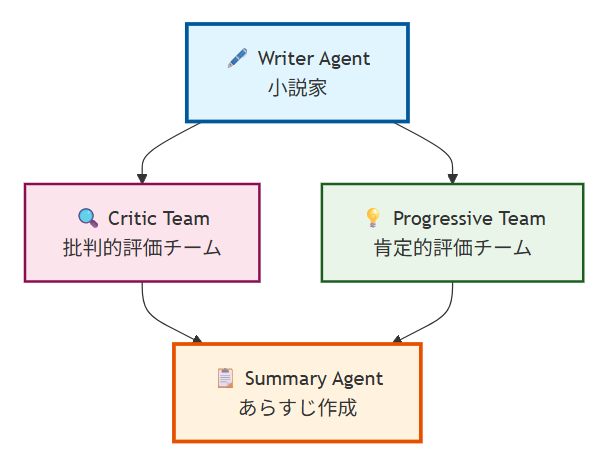 Writer Agent
小説家
Critic Team
批判的評価チーム
Progressive Team
肯定的評価チーム
Summary Agent
あらすじ作成